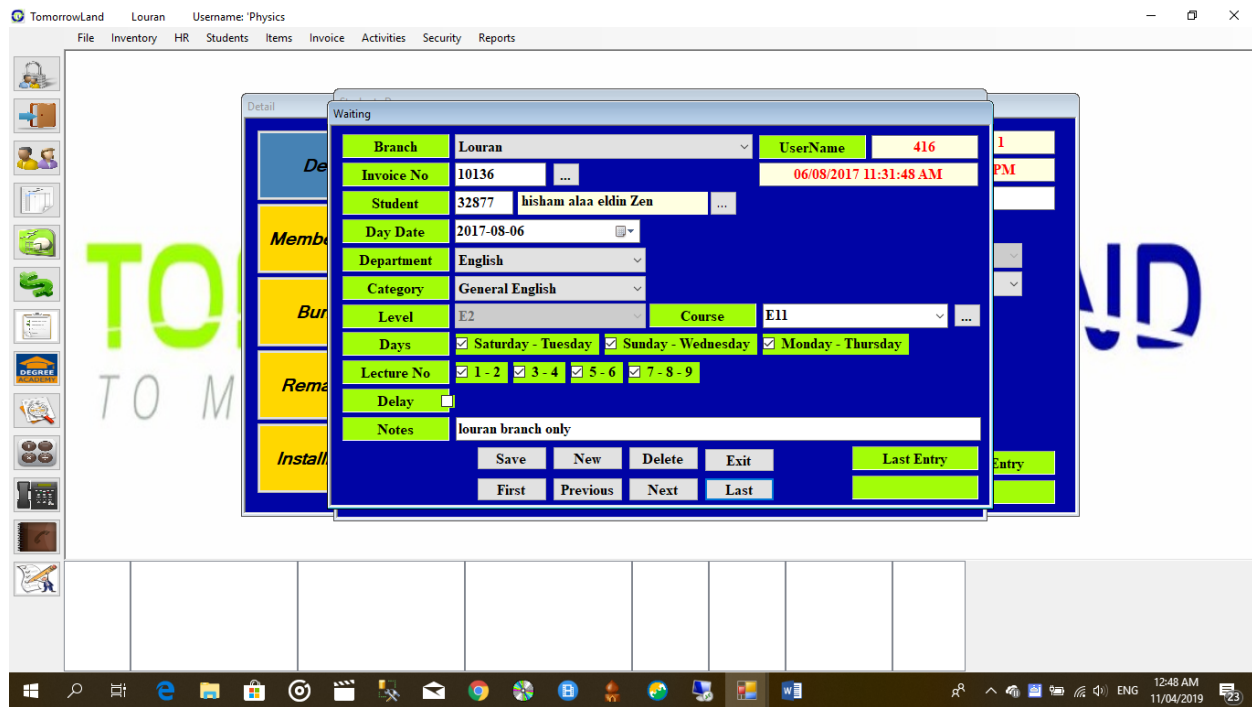 TomorrowLand Louran Username: 'Physics
File Inventory HR Students Items Invoice Activities Security Reports
Detail
Waiting
Branch Louran UserName 416 1
Invoice No 10136 ... 06/08/2017 11:31:48 AM PM
Student 32877 hisham alaa eldin Zen ...
Day Date 2017-08-06
Department English
Category General English
Level E2 Course E11 ...
Days Saturday - Tuesday Sunday - Wednesday Monday - Thursday
Lecture No 1 - 2 3 - 4 5 - 6 7 - 8 - 9
Delay
Notes louran branch only
Save New Delete Exit Last Entry Entry
First Previous Next Last
De
Membe
Bur
Rema
Install
TO ND
TO M
DEGREE
ACADEMY
12:48 AM
ENG
11/04/2019
23